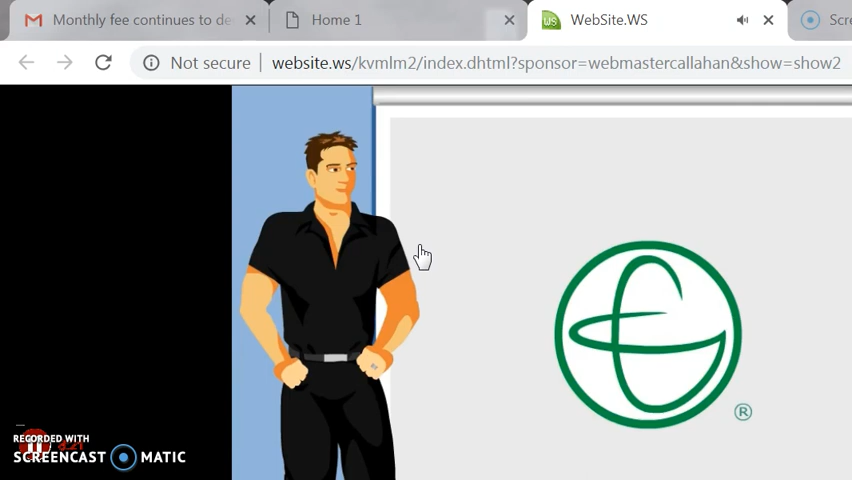 Monthly fee continues to de
Home 1
WebSite.WS
Scre
Not secure
website.ws/kvmlm2/index.dhtml?sponsor=webmastercallahan&show=show2
®
RECORDED WITH
SCREENCAST MATIC